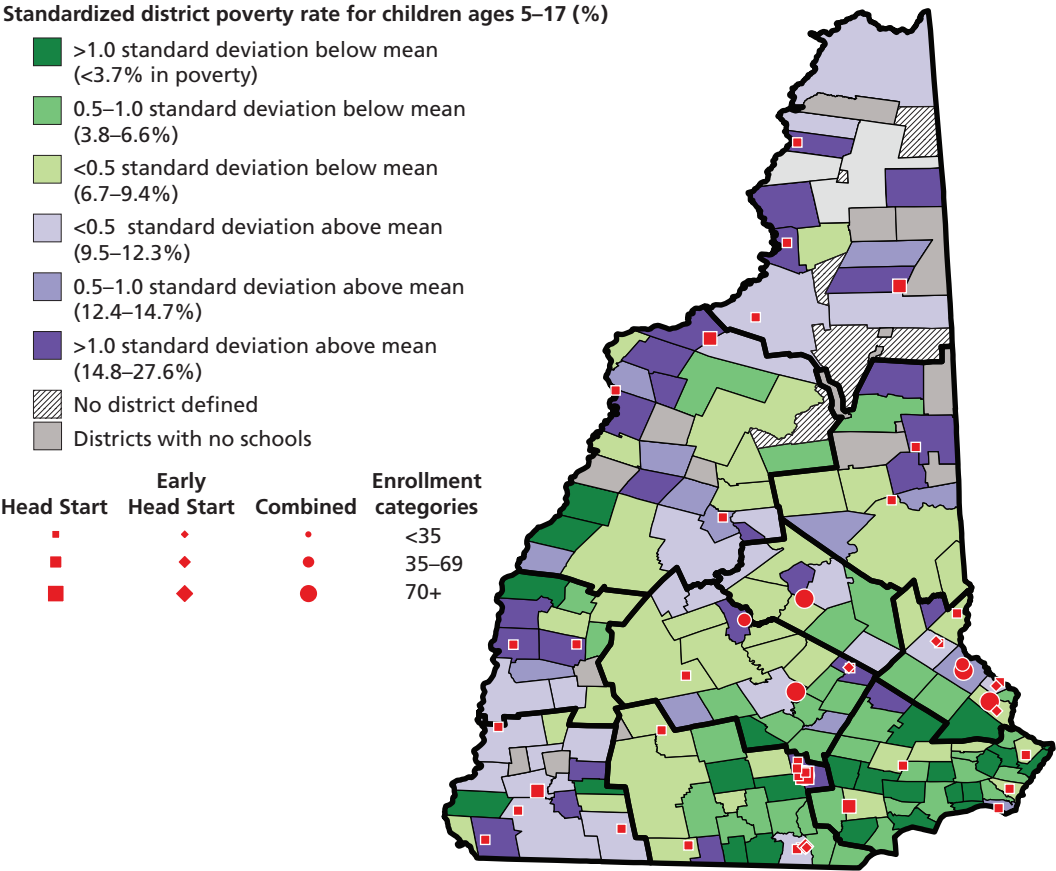 Standardized district poverty rate for children ages 5–17 (%)
>1.0 standard deviation below mean
(<3.7% in poverty)
0.5–1.0 standard deviation below mean
(3.8–6.6%)
<0.5 standard deviation below mean
(6.7–9.4%)
<0.5 standard deviation above mean
(9.5–12.3%)
0.5–1.0 standard deviation above mean
(12.4–14.7%)
>1.0 standard deviation above mean
(14.8–27.6%)
No district defined
Districts with no schools
Head Start Early Head Start Combined Enrollment categories
<35
35–69
70+